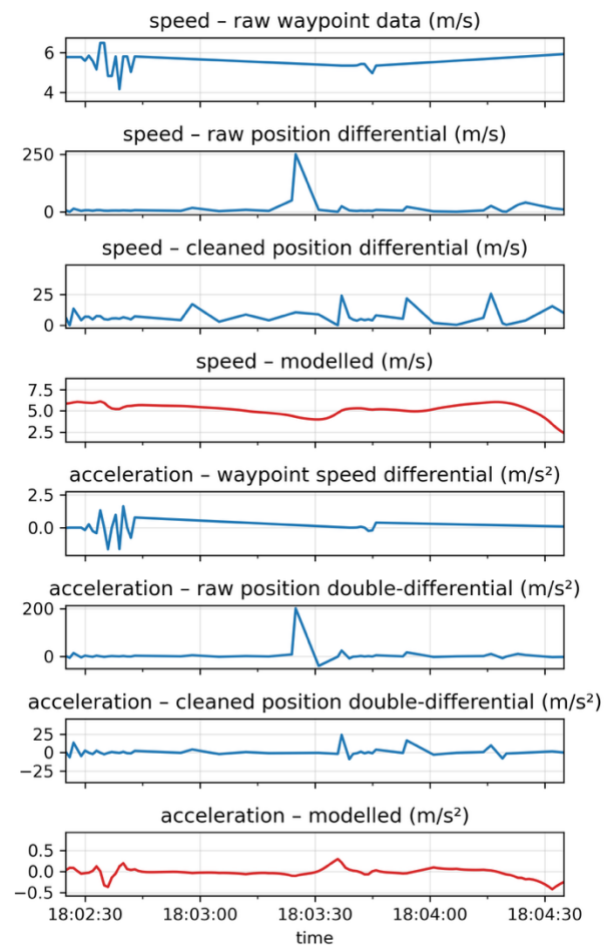 speed – raw waypoint data (m/s)
6
4
speed – raw position differential (m/s)
250
0
speed – cleaned position differential (m/s)
25
0
speed – modelled (m/s)
7.5
5.0
2.5
acceleration – waypoint speed differential (m/s²)
2.5
0.0
acceleration – raw position double-differential (m/s²)
200
0
acceleration – cleaned position double-differential (m/s²)
25
0
−25
acceleration – modelled (m/s²)
0.5
0.0
−0.5
18:02:30 18:03:00 18:03:30 18:04:00 18:04:30
time